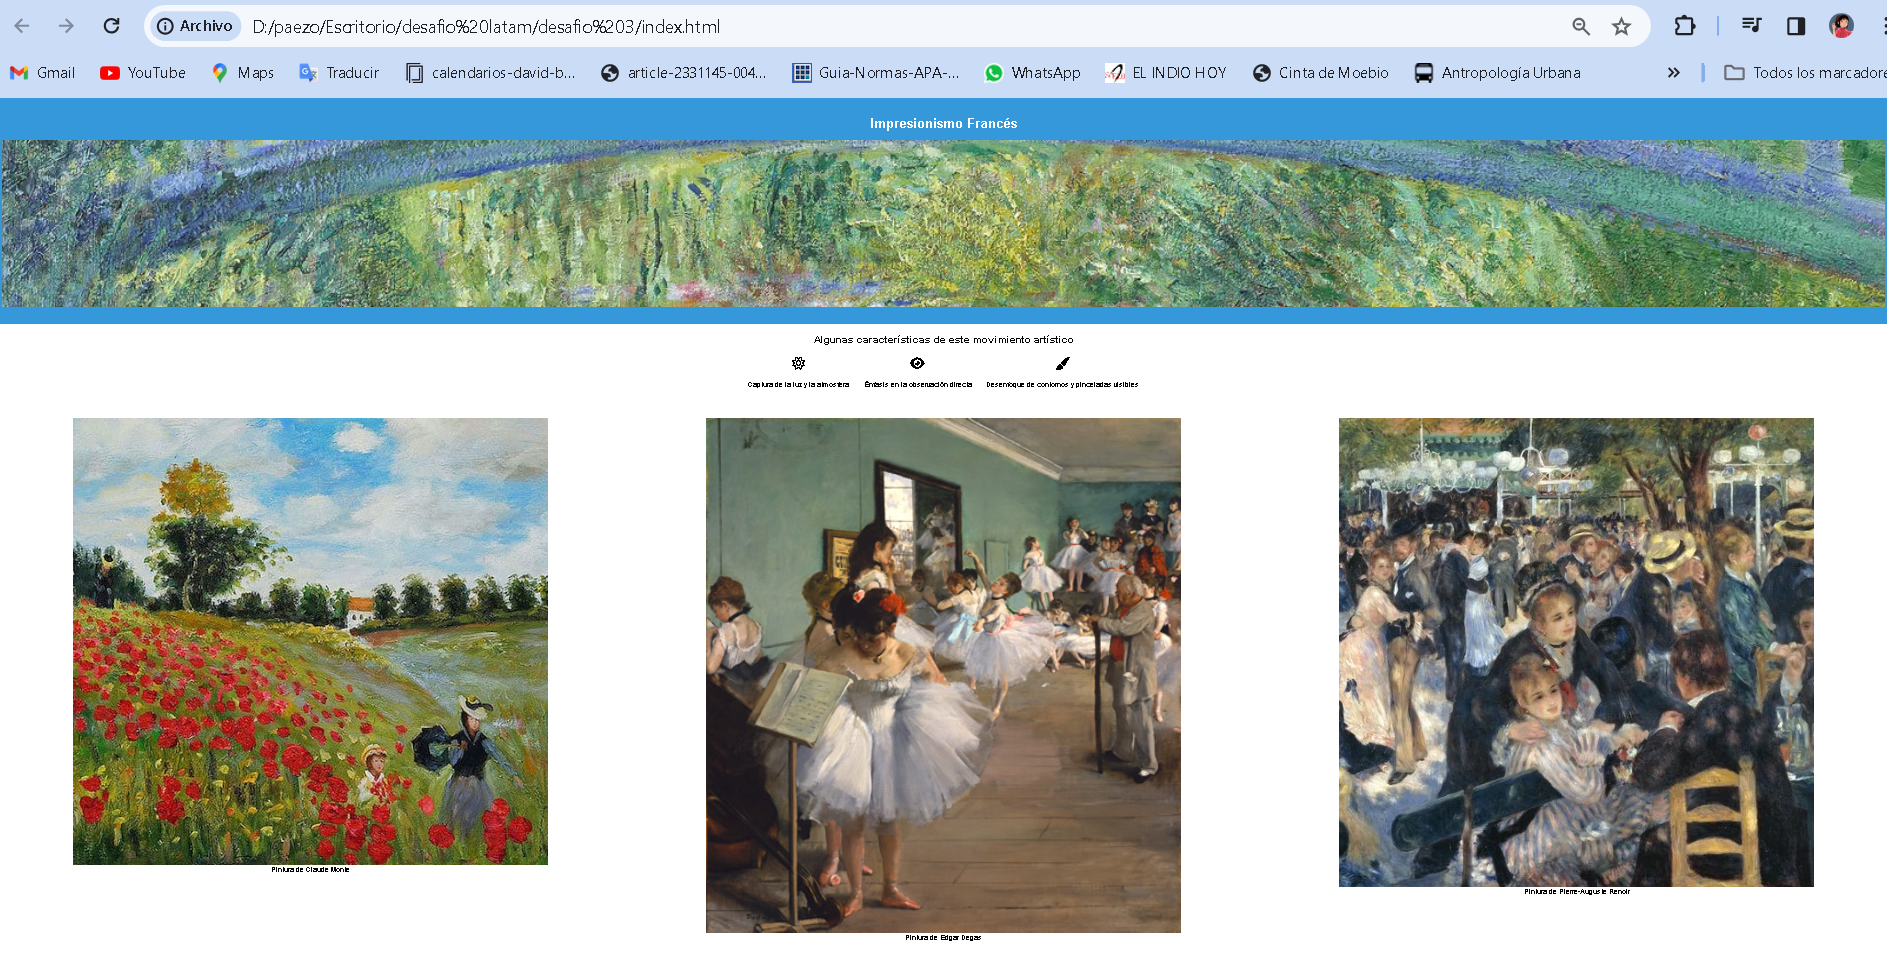 Archivo D:/paezo/Escritorio/desafio%20latam/desafio%203/index.html
Gmail YouTube Maps Traducir calendarios-david-b... article-2331145-004... Guia-Normas-APA-... WhatsApp EL INDIO HOY Cinta de Moebio Antropología Urbana » Todos los marcadore
Impresionismo Francés
Algunas características de este movimiento artístico
Captura de la luz y la atmosfera Énfasis en la observación directa Desenfoque de contornos y pinceladas visibles
Pintura de Claude Monte
Pintura de Pierre-Auguste Renoir
Pintura de Edgar Degas